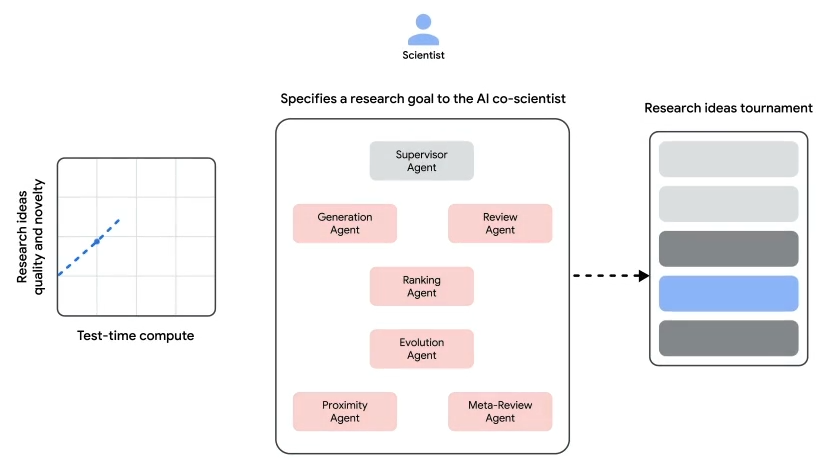 Scientist
Specifies a research goal to the AI co-scientist
Research ideas tournament
Supervisor
Agent
Generation
Agent
Review
Agent
Ranking
Agent
Evolution
Agent
Proximity
Agent
Meta-Review
Agent
Research ideas
quality and novelty
Test-time compute